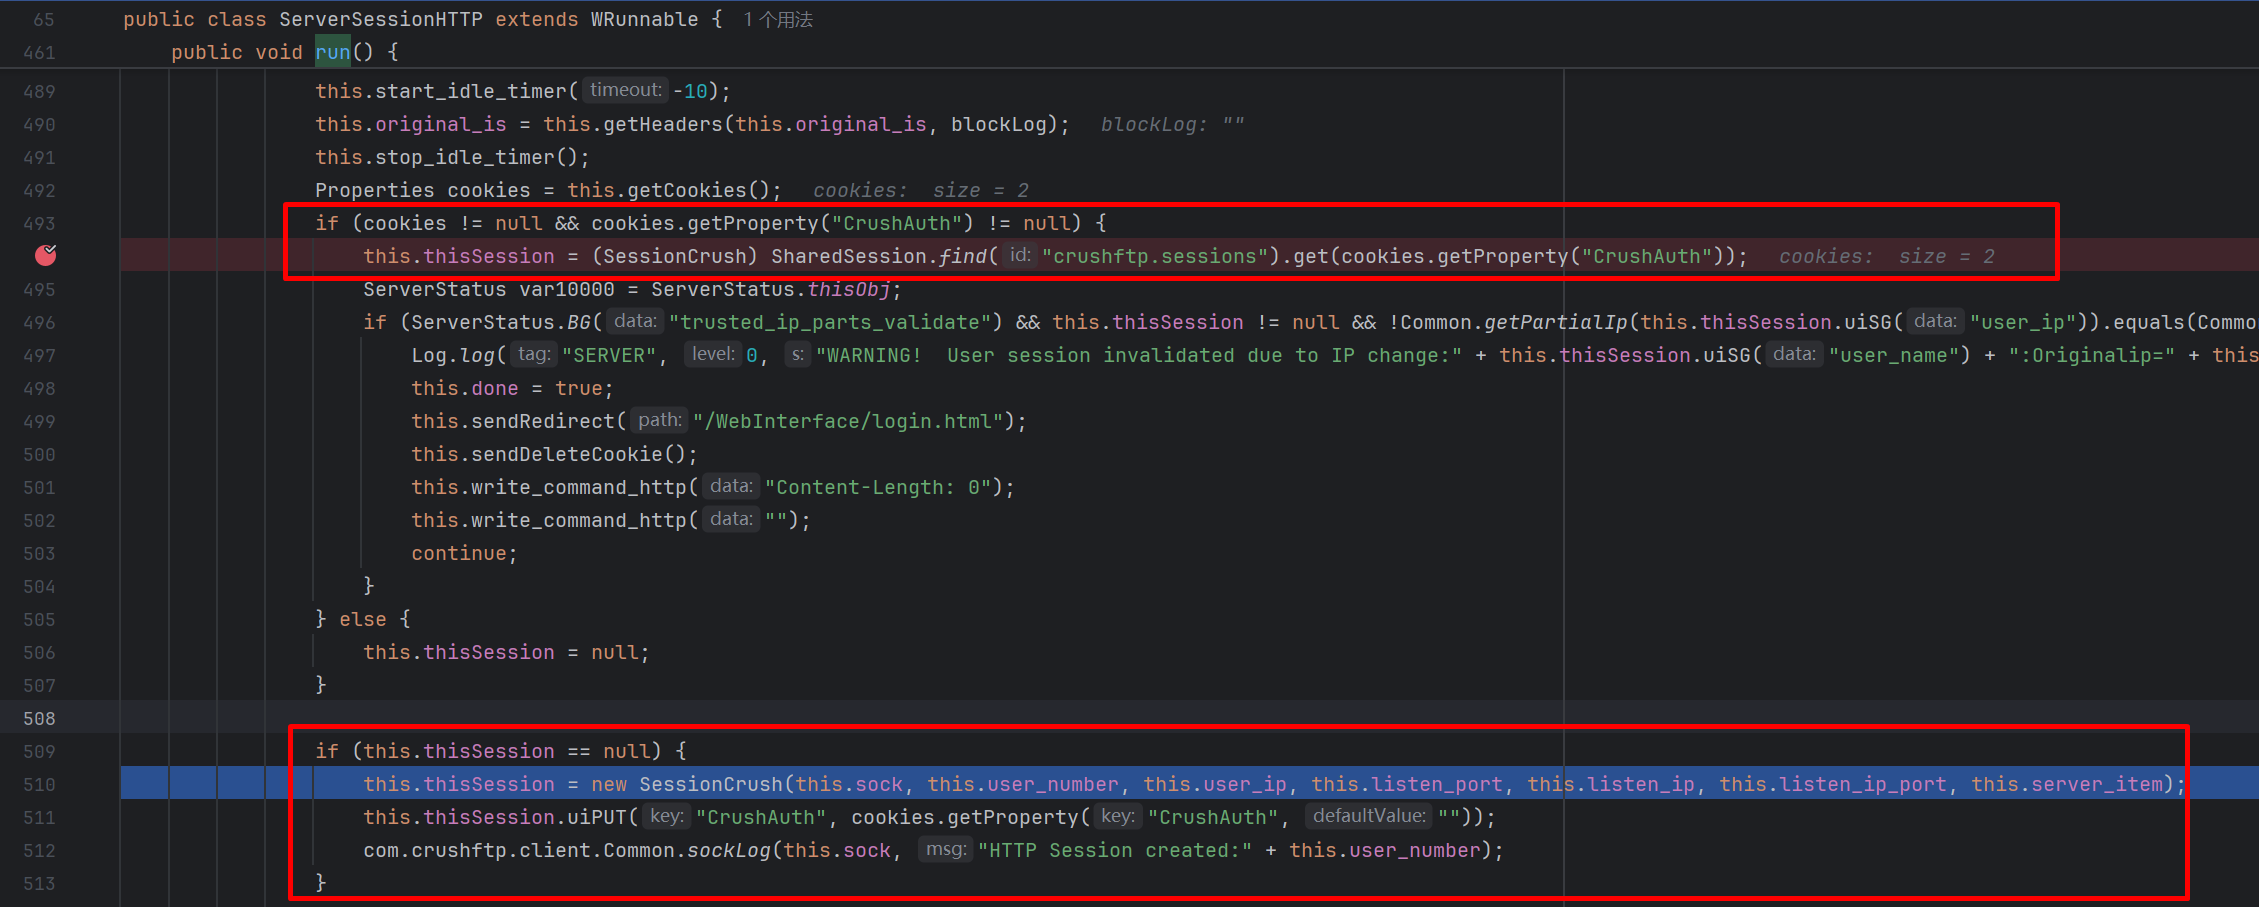 65 public class ServerSessionHTTP extends WRunnable { 1 个用法
461 public void run() {
489 this.start_idle_timer( timeout: -10);
490 this.original_is = this.getHeaders(this.original_is, blockLog); blockLog: ""
491 this.stop_idle_timer();
492 Properties cookies = this.getCookies(); cookies: size = 2
493 if (cookies != null && cookies.getProperty("CrushAuth") != null) {
this.thisSession = (SessionCrush) SharedSession.find( id: "crushftp.sessions").get(cookies.getProperty("CrushAuth")); cookies: size = 2
495 ServerStatus var10000 = ServerStatus.thisObj;
496 if (ServerStatus.BG( data: "trusted_ip_parts_validate") && this.thisSession != null && !Common.getPartialIp(this.thisSession.uiSG( data: "user_ip")).equals(Common
497 Log.log( tag: "SERVER", level: 0, s: "WARNING!  User session invalidated due to IP change:" + this.thisSession.uiSG( data: "user_name") + ":Originalip=" + this
498 this.done = true;
499 this.sendRedirect( path: "/WebInterface/login.html");
500 this.sendDeleteCookie();
501 this.write_command_http( data: "Content-Length: 0");
502 this.write_command_http( data: "");
503 continue;
504 }
505 } else {
506 this.thisSession = null;
507 }
508
509 if (this.thisSession == null) {
510 this.thisSession = new SessionCrush(this.sock, this.user_number, this.user_ip, this.listen_port, this.listen_ip, this.listen_ip_port, this.server_item);
511 this.thisSession.uiPUT( key: "CrushAuth", cookies.getProperty( key: "CrushAuth", defaultValue: ""));
512 com.crushftp.client.Common.sockLog(this.sock, msg: "HTTP Session created:" + this.user_number);
513 }